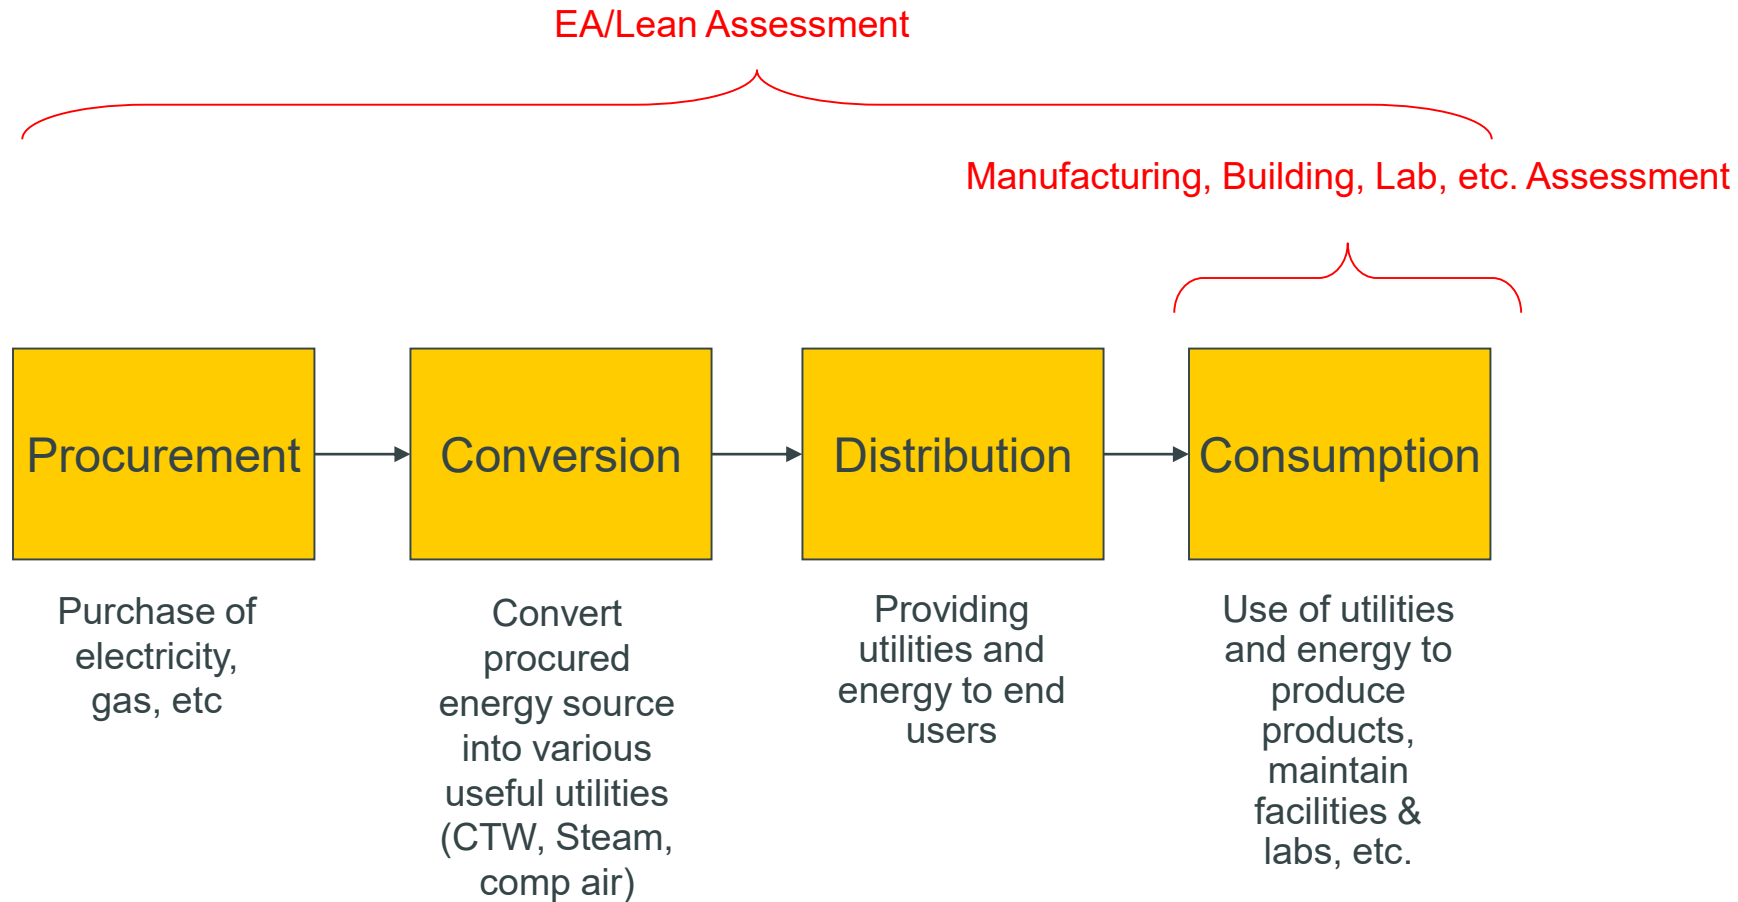 EA/Lean Assessment
Manufacturing, Building, Lab, etc. Assessment
Procurement
Conversion
Distribution
Consumption
Purchase of
electricity,
gas, etc
Convert
procured
energy source
into various
useful utilities
(CTW, Steam,
comp air)
Providing
utilities and
energy to end
users
Use of utilities
and energy to
produce
products,
maintain
facilities &
labs, etc.